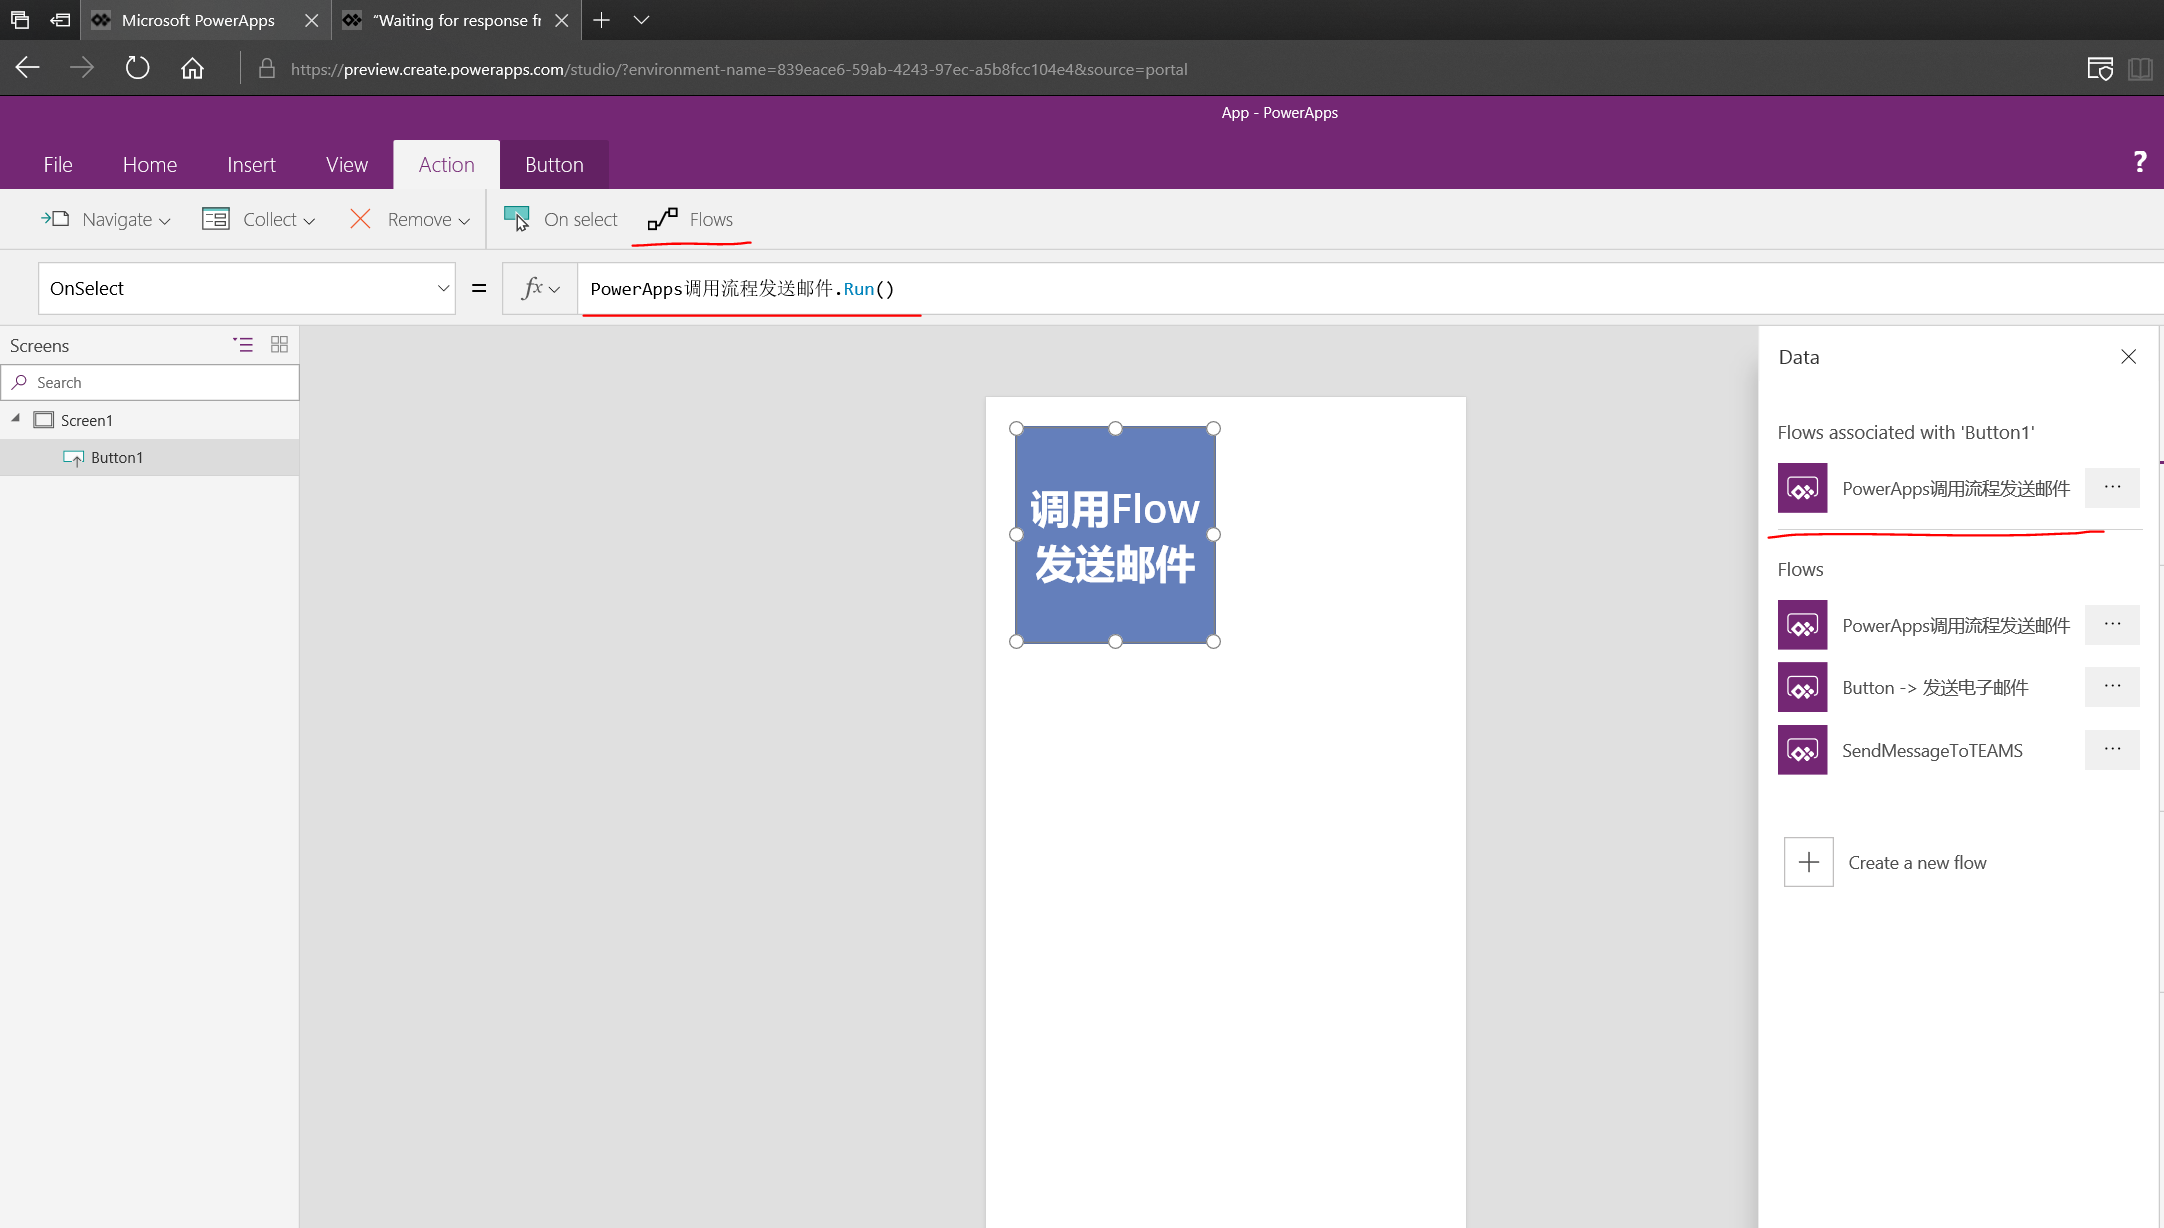 Microsoft PowerApps
“Waiting for response fr
https://preview.create.powerapps.com/studio/?environment-name=839eace6-59ab-4243-97ec-a5b8fcc104e4&source=portal
App - PowerApps
File Home Insert View Action Button ?
Navigate Collect Remove On select Flows
OnSelect = fx PowerApps调用流程发送邮件.Run()
Screens
Search
Screen1
Button1
调用Flow
发送邮件
Data
Flows associated with 'Button1'
PowerApps调用流程发送邮件 ...
Flows
PowerApps调用流程发送邮件 ...
Button -> 发送电子邮件 ...
SendMessageToTEAMS ...
Create a new flow